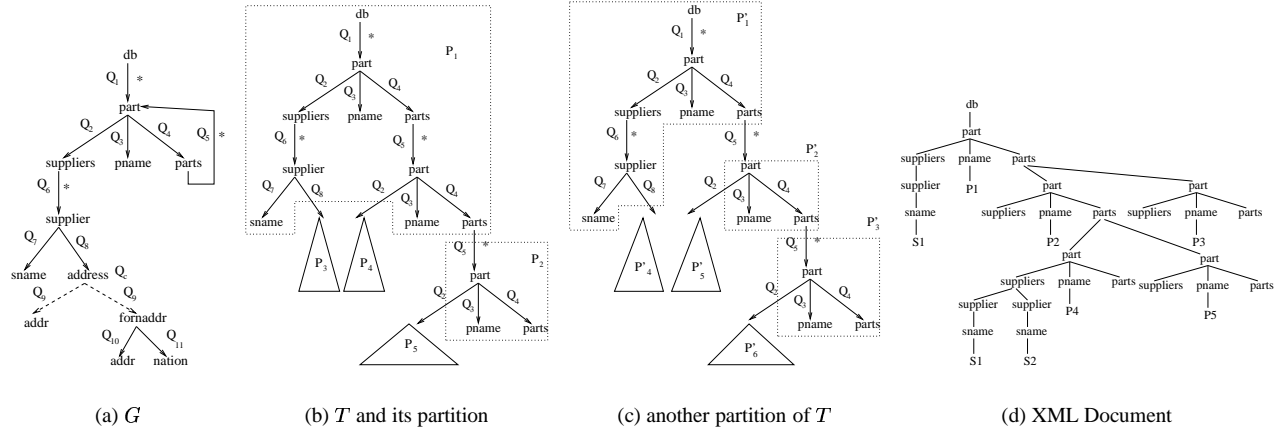 db
Q1 *
part
Q2 Q3 Q4 Q5 *
suppliers pname parts
Q6 *
supplier
Q7 Q8
sname address Qc
Q9 Q9
addr fornaddr
Q10 Q11
addr nation
(a) G
db
Q1 * P1
part
Q2 Q3 Q4
suppliers pname parts
Q6 * Q5 *
supplier part
Q7 Q8 Q2 Q3 Q4
sname pname parts
P3 P4 Q5 * P2
part
Q2 Q3 Q4
pname parts
P5
(b) T and its partition
db P'1
Q1 *
part
Q2 Q3 Q4
suppliers pname parts
Q6 * Q5 * P'2
supplier part
Q7 Q8 Q2 Q3 Q4
sname pname parts P'3
P'4 P'5 Q5 *
part
Q2 Q3 Q4
pname parts
P'6
(c) another partition of T
db
part
suppliers pname parts
supplier P1 part part
sname suppliers pname parts suppliers pname parts
S1 P2 P3
part part
suppliers pname parts suppliers pname parts
supplier supplier P4 P5
sname sname
S1 S2
(d) XML Document